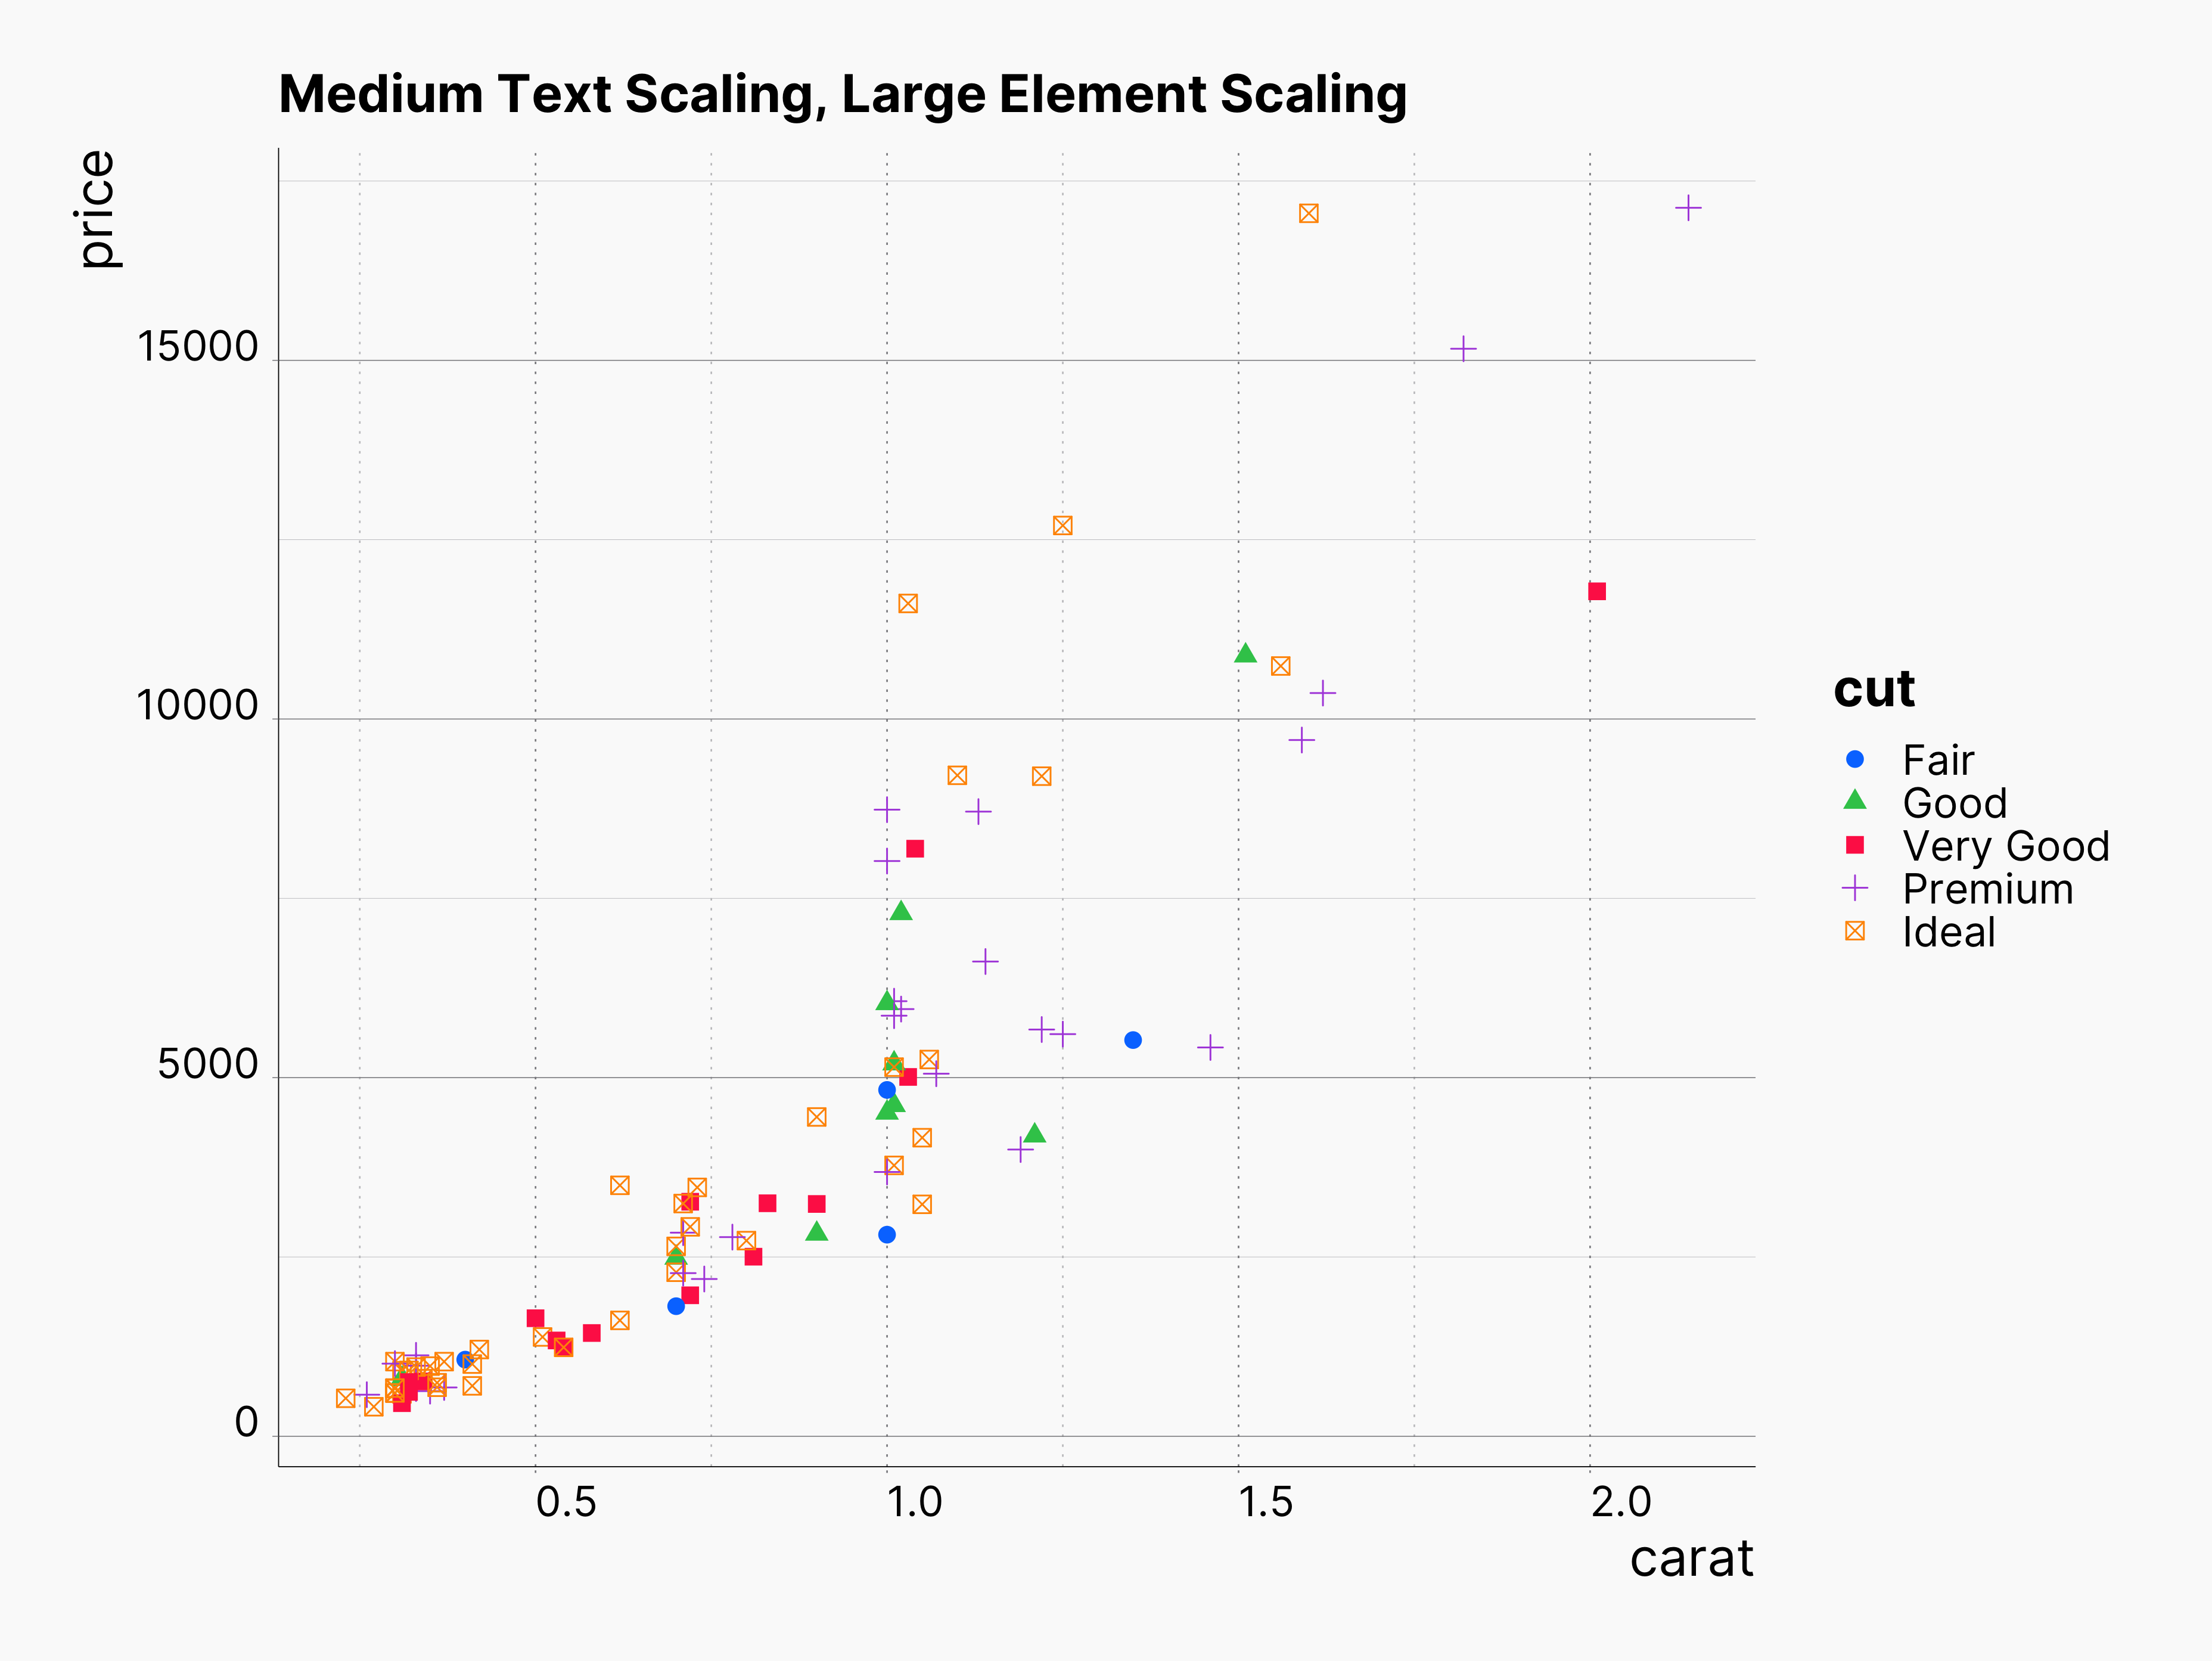 Medium Text Scaling, Large Element Scaling
price
15000
10000
5000
0
0.5
1.0
1.5
2.0
carat
cut
Fair
Good
Very Good
Premium
Ideal